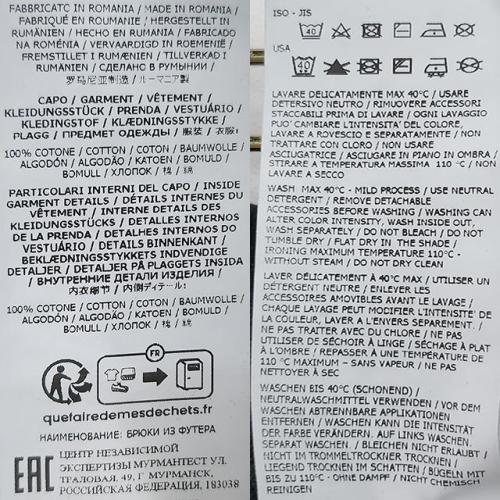 FABBRICATO IN ROMANIA / MADE IN ROMANIA /
FABRIQUÉ EN ROUMANIE / HERGESTELLT IN
RUMÄNIEN / HECHO EN RUMANIA / FABRICADO
NA ROMÉNIA / VERVAARDIGD IN ROEMENIË /
FREMSTILLET I RUMÆNIEN / TILLVERKAD I
RUMÄNIEN / СДЕЛАНО В РУМЫНИИ /
罗马尼亚制造 / ルーマニア製
CAPO / GARMENT / VÊTEMENT /
KLEIDUNGSSTÜCK / PRENDA / VESTUÁRIO /
KLEDINGSTOF / KLÆDNINGSSTYKKE /
PLAGG / ПРЕДМЕТ ОДЕЖДЫ / 服装 / 衣服:
100% COTONE / COTTON / COTON / BAUMWOLLE /
ALGODÓN / ALGODÃO / KATOEN / BOMULD /
BOMULL / ХЛОПОК / 棉 / 綿
PARTICOLARI INTERNI DEL CAPO / INSIDE
GARMENT DETAILS / DÉTAILS INTERNES DU
VÊTEMENT / INTERNE DETAILS DES
KLEIDUNGSSTÜCKS / DETALLES INTERNOS
DE LA PRENDA / DETALHES INTERNOS DO
VESTUÁRIO / DETAILS BINNENKANT /
BEKLÆDNINGSSTYKKETS INDVENDIGE
DETALJER / DETALJER PÅ PLAGGETS INSIDA
/ ВНУТРЕННИЕ ДЕТАЛИ ИЗДЕЛИЯ /
内衣细节 / 内側ディテール:
100% COTONE / COTTON / COTON / BAUMWOLLE /
ALGODÓN / ALGODÃO / KATOEN / BOMULD /
BOMULL / ХЛОПОК / 棉 / 綿
FR
quefairedemesdechets.fr
НАИМЕНОВАНИЕ: БРЮКИ ИЗ ФУТЕРА
EAC
ЦЕНТР НЕЗАВИСИМОЙ
ЭКСПЕРТИЗЫ МУРМАНТЕСТ УЛ.
ТРАЛОВАЯ, 49, Г. МУРМАНСК,
РОССИЙСКАЯ ФЕДЕРАЦИЯ, 183038
ISO - JIS
40
USA
40
LAVARE DELICATAMENTE MAX 40°C / USARE
DETERSIVO NEUTRO / RIMUOVERE ACCESSORI
STACCABILI PRIMA DI LAVARE / OGNI LAVAGGIO
PUO' CAMBIARE L'INTENSITA' DEL COLORE,
LAVARE A ROVESCIO E SEPARATAMENTE / NON
TRATTARE CON CLORO / NON USARE
ASCIUGATRICE / ASCIUGARE IN PIANO IN OMBRA /
STIRARE A TEMPERATURA MASSIMA 110 °C / NON
LAVARE A SECCO
WASH MAX 40°C - MILD PROCESS / USE NEUTRAL
DETERGENT / REMOVE DETACHABLE
ACCESSORIES BEFORE WASHING / WASHING CAN
ALTER COLOR INTENSITY, WASH INSIDE OUT,
WASH SEPARATELY / DO NOT BLEACH / DO NOT
TUMBLE DRY / FLAT DRY IN THE SHADE /
IRONING MAXIMUM TEMPERATURE 110°C -
WITHOUT STEAM / DO NOT DRY CLEAN
LAVER DÉLICATEMENT À 40°C MAX / UTILISER UN
DÉTERGENT NEUTRE / ENLEVER LES
ACCESSOIRES AMOVIBLES AVANT LE LAVAGE /
CHAQUE LAVAGE PEUT MODIFIER L'INTENSITE' DE
LA COULEUR, LAVER A L'ENVERS SEPAREMENT. /
NE PAS TRAITER AVEC DU CHLORE / NE PAS
UTILISER DE SÉCHOIR À LINGE / SÉCHAGE À PLAT
À L'OMBRE / REPASSER À UNE TEMPÉRATURE DE
110 °C MAXIMUM – SANS VAPEUR / NE PAS
NETTOYER À SEC
WASCHEN BIS 40°C (SCHONEND) /
NEUTRALWASCHMITTEL VERWENDEN / VOR DEM
WASCHEN ABTRENNBARE APPLIKATIONEN
ENTFERNEN / WASCHEN KANN DIE INTENSITÄT
DER FARBE VERÄNDERN. AUF LINKS WASCHEN.
SEPARAT WASCHEN / BLEICHEN NICHT ERLAUBT /
NICHT IM TROMMELTROCKNER TROCKNEN /
LIEGEND TROCKNEN IM SCHATTEN / BÜGELN MIT
BIS ZU 110°C - OHNE DAMPF / NICHT CHEMISCH
REINIGEN